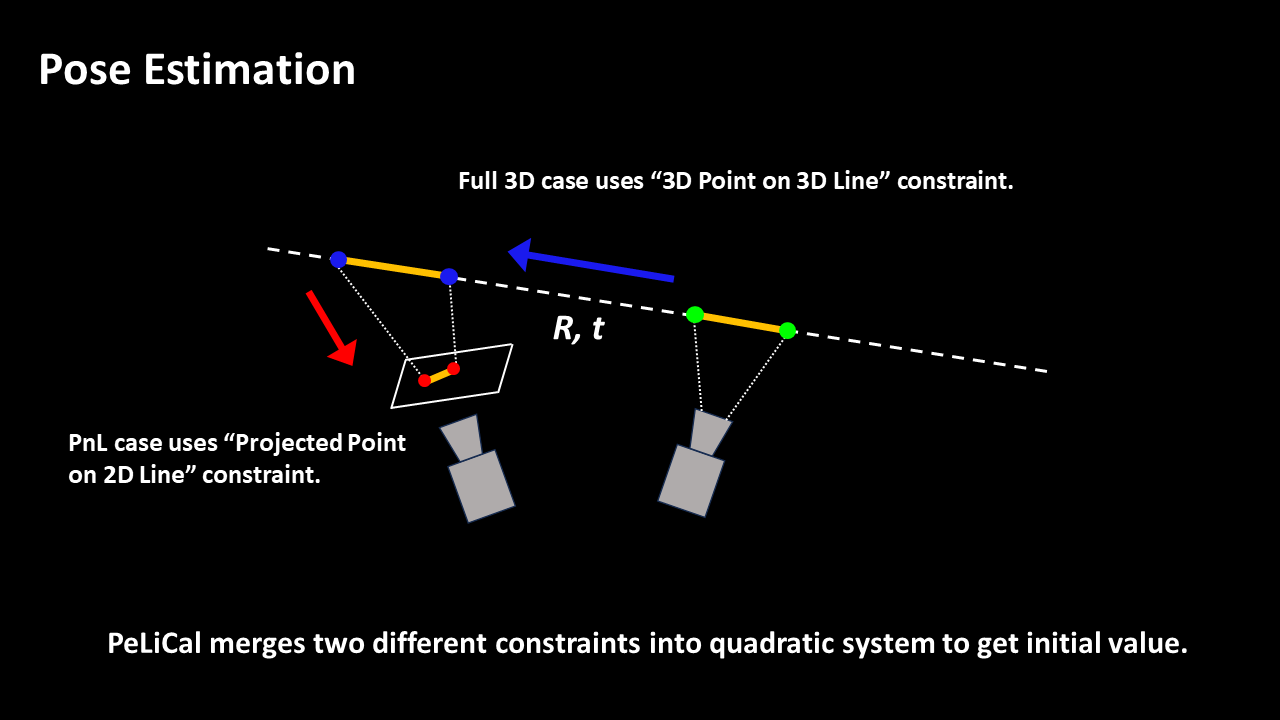 Pose Estimation
Full 3D case uses “3D Point on 3D Line” constraint.
R, t
PnL case uses “Projected Point
on 2D Line” constraint.
PeLiCal merges two different constraints into quadratic system to get initial value.